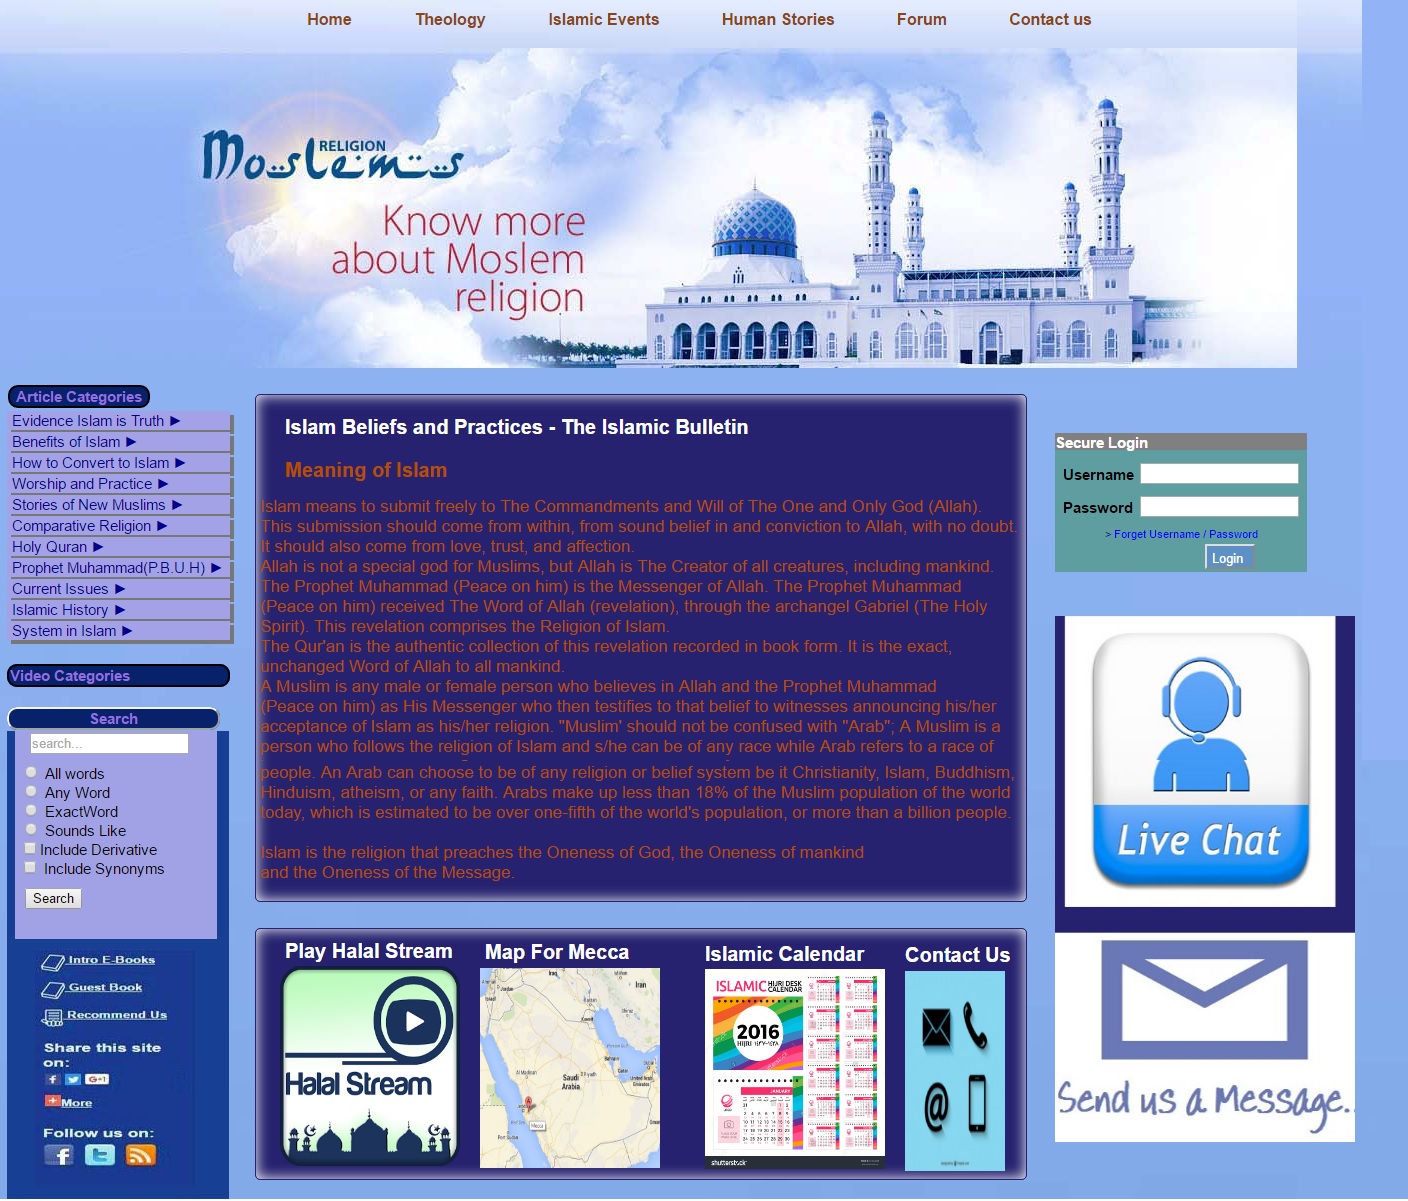 Home Theology Islamic Events Human Stories Forum Contact us
RELIGION
Moslems
Know more
about Moslem
religion
Article Categories
Evidence Islam is Truth ►
Benefits of Islam ►
How to Convert to Islam ►
Worship and Practice ►
Stories of New Muslims ►
Comparative Religion ►
Holy Quran ►
Prophet Muhammad(P.B.U.H) ►
Current Issues ►
Islamic History ►
System in Islam ►
Video Categories
Search
search...
All words
Any Word
ExactWord
Sounds Like
Include Derivative
Include Synonyms
Search
Intro E-Books
Guest Book
Recommend Us
Share this site
on:
G+1
More
Follow us on:
Islam Beliefs and Practices - The Islamic Bulletin
Meaning of Islam
Islam means to submit freely to The Commandments and Will of The One and Only God (Allah).
This submission should come from within, from sound belief in and conviction to Allah, with no doubt.
It should also come from love, trust, and affection.
Allah is not a special god for Muslims, but Allah is The Creator of all creatures, including mankind.
The Prophet Muhammad (Peace on him) is the Messenger of Allah. The Prophet Muhammad
(Peace on him) received The Word of Allah (revelation), through the archangel Gabriel (The Holy
Spirit). This revelation comprises the Religion of Islam.
The Qur'an is the authentic collection of this revelation recorded in book form. It is the exact,
unchanged Word of Allah to all mankind.
A Muslim is any male or female person who believes in Allah and the Prophet Muhammad
(Peace on him) as His Messenger who then testifies to that belief to witnesses announcing his/her
acceptance of Islam as his/her religion. "Muslim' should not be confused with "Arab"; A Muslim is a
person who follows the religion of Islam and s/he can be of any race while Arab refers to a race of
people. An Arab can choose to be of any religion or belief system be it Christianity, Islam, Buddhism,
Hinduism, atheism, or any faith. Arabs make up less than 18% of the Muslim population of the world
today, which is estimated to be over one-fifth of the world's population, or more than a billion people.
Islam is the religion that preaches the Oneness of God, the Oneness of mankind
and the Oneness of the Message.
Play Halal Stream
Halal Stream
Map For Mecca
Iraq
Iran
Saudi
Arabia
Mecca
Islamic Calendar
ISLAMIC HIJRI DESK
CALENDAR
2016
JANUARY
shutterstock
Contact Us
@
Secure Login
Username
Password
> Forget Username / Password
Login
Live Chat
Send us a Message..